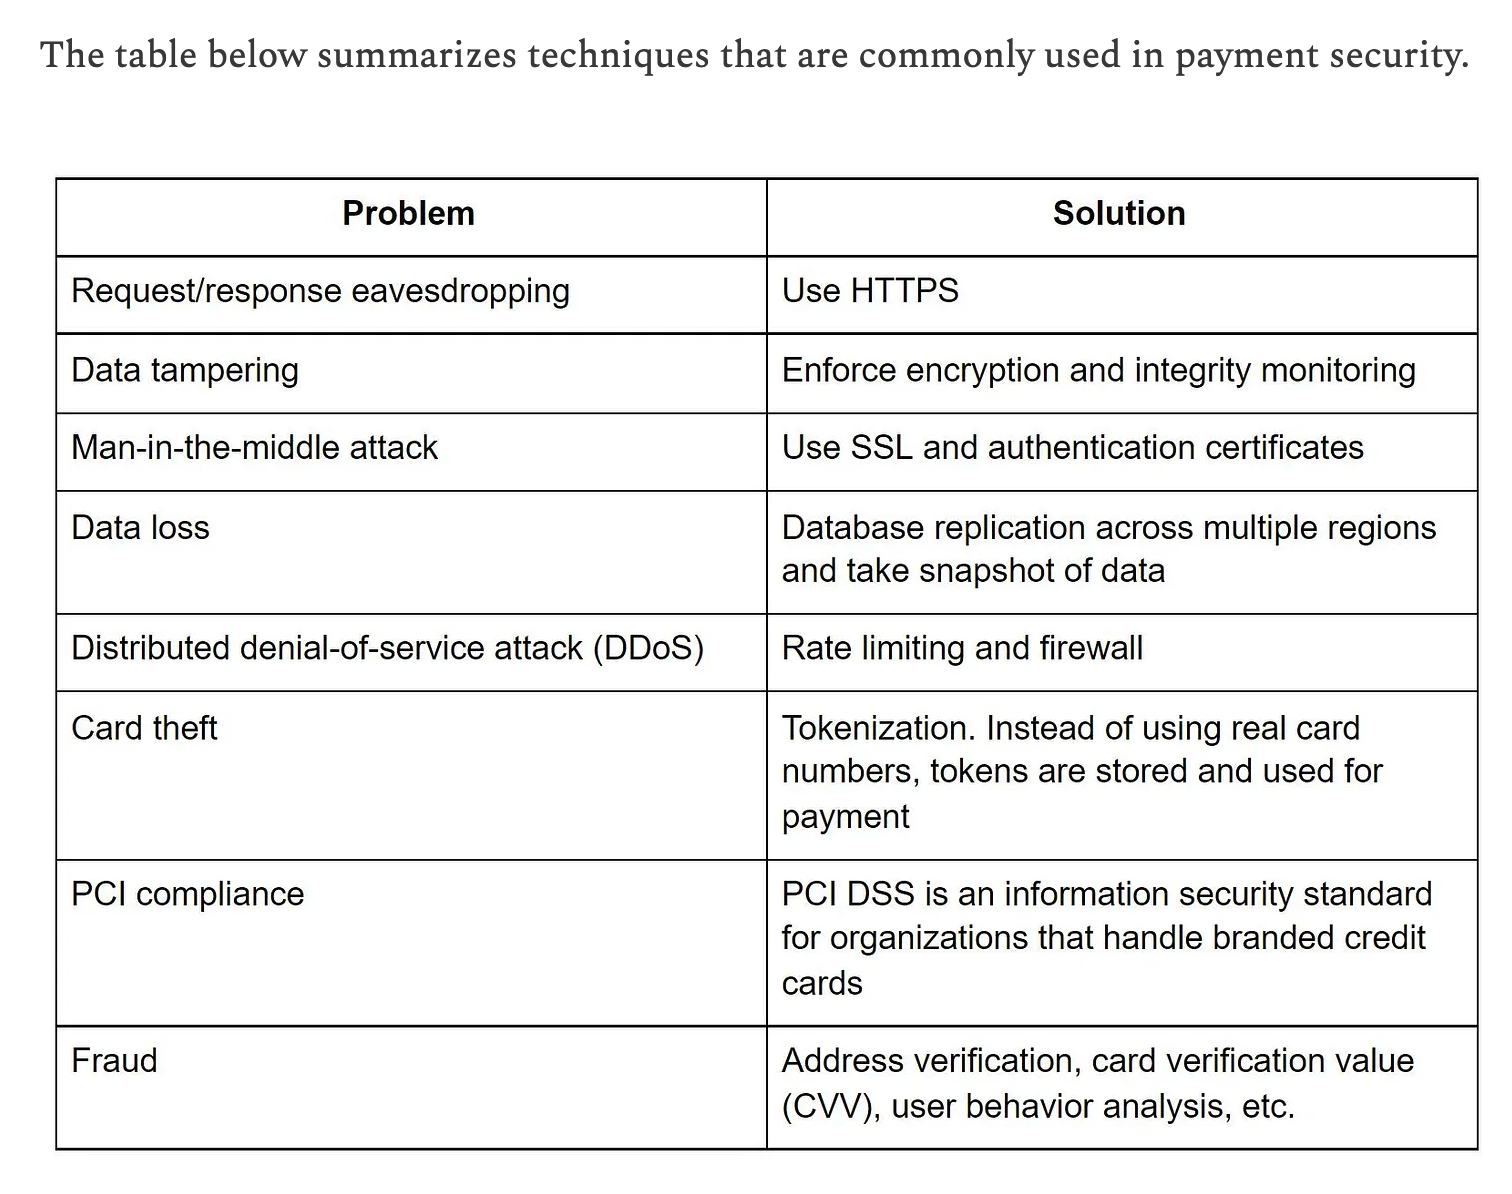 The table below summarizes techniques that are commonly used in payment security.
Problem
Solution
Request/response eavesdropping
Use HTTPS
Data tampering
Enforce encryption and integrity monitoring
Man-in-the-middle attack
Use SSL and authentication certificates
Data loss
Database replication across multiple regions
and take snapshot of data
Distributed denial-of-service attack (DDoS)
Rate limiting and firewall
Card theft
Tokenization. Instead of using real card
numbers, tokens are stored and used for
payment
PCI compliance
PCI DSS is an information security standard
for organizations that handle branded credit
cards
Fraud
Address verification, card verification value
(CVV), user behavior analysis, etc.